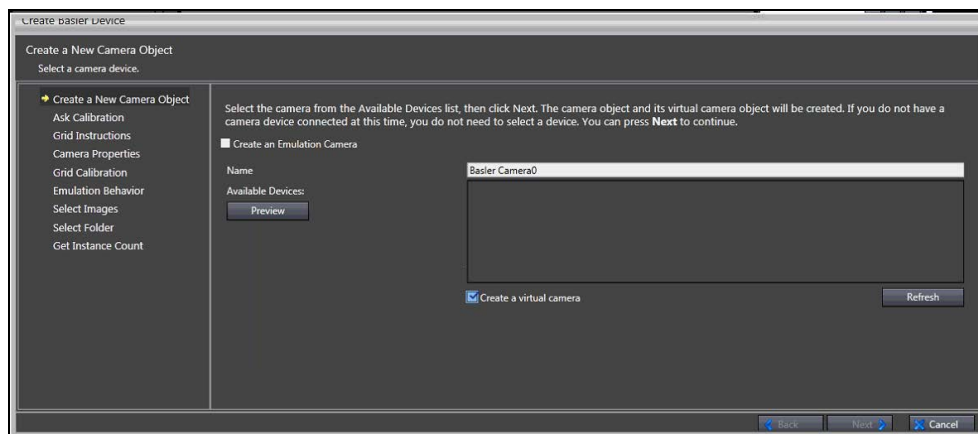 Create Basler Device
Create a New Camera Object
Select a camera device.
Create a New Camera Object
Ask Calibration
Grid Instructions
Camera Properties
Grid Calibration
Emulation Behavior
Select Images
Select Folder
Get Instance Count
Select the camera from the Available Devices list, then click Next. The camera object and its virtual camera object will be created. If you do not have a
camera device connected at this time, you do not need to select a device. You can press Next to continue.
Create an Emulation Camera
Name
Basler Camera0
Available Devices:
Preview
Create a virtual camera
Refresh
Back
Next
Cancel